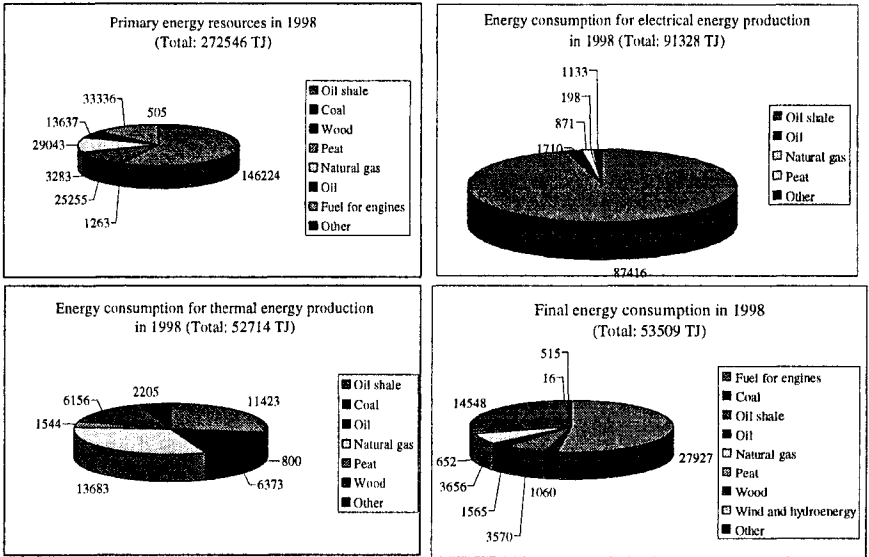 Primary energy resources in 1998
(Total: 272546 TJ)
33336
505
13637
29043
3283
25255
1263
146224
Oil shale
Coal
Wood
Peat
Natural gas
Oil
Fuel for engines
Other
Energy consumption for electrical energy production
in 1998 (Total: 91328 TJ)
1133
198
871
1710
87416
Oil shale
Oil
Natural gas
Peat
Other
Energy consumption for thermal energy production
in 1998 (Total: 52714 TJ)
6156
2205
11423
1544
800
6373
13683
Oil shale
Coal
Oil
Natural gas
Peat
Wood
Other
Final energy consumption in 1998
(Total: 53509 TJ)
515
16
14548
27927
652
3656
1565
3570
1060
Fuel for engines
Coal
Oil shale
Oil
Natural gas
Peat
Wood
Wind and hydroenergy
Other